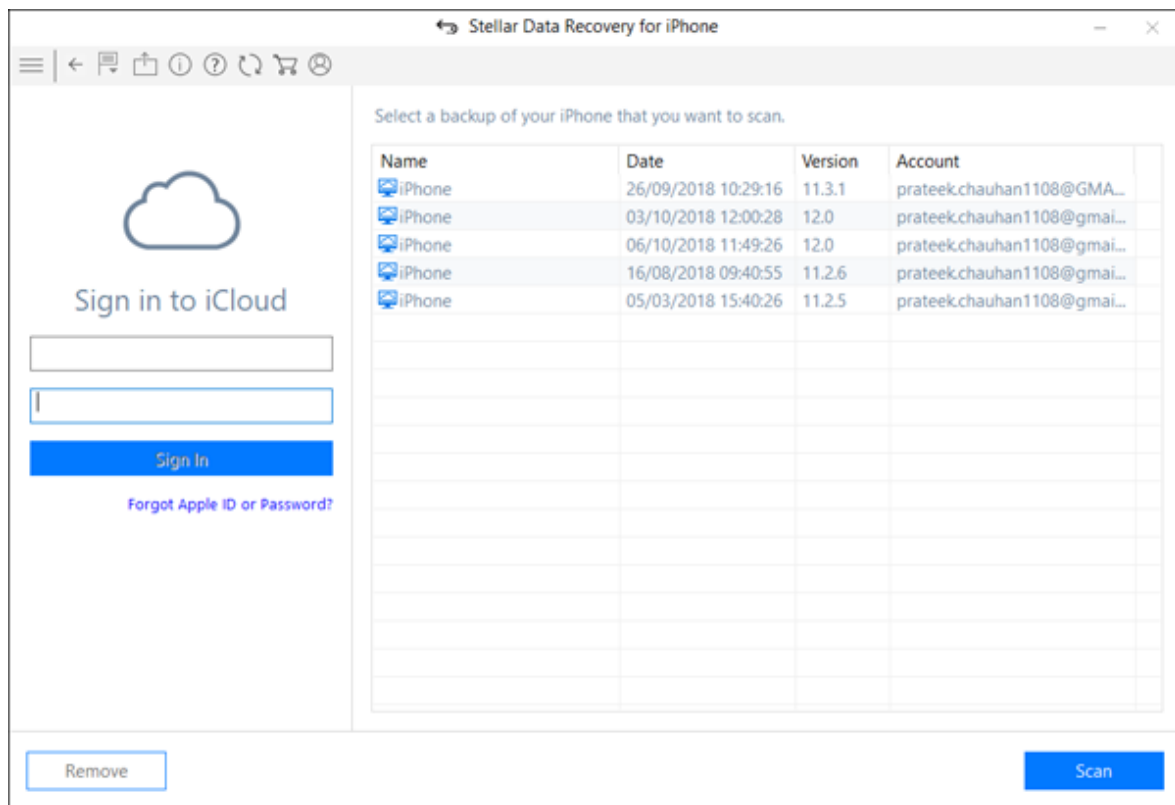 Stellar Data Recovery for iPhone
Sign in to iCloud
Sign In
Forgot Apple ID or Password?
Select a backup of your iPhone that you want to scan.
Name Date Version Account
iPhone 26/09/2018 10:29:16 11.3.1 prateek.chauhan1108@GMA...
iPhone 03/10/2018 12:00:28 12.0 prateek.chauhan1108@gmai...
iPhone 06/10/2018 11:49:26 12.0 prateek.chauhan1108@gmai...
iPhone 16/08/2018 09:40:55 11.2.6 prateek.chauhan1108@gmai...
iPhone 05/03/2018 15:40:26 11.2.5 prateek.chauhan1108@gmai...
Remove
Scan